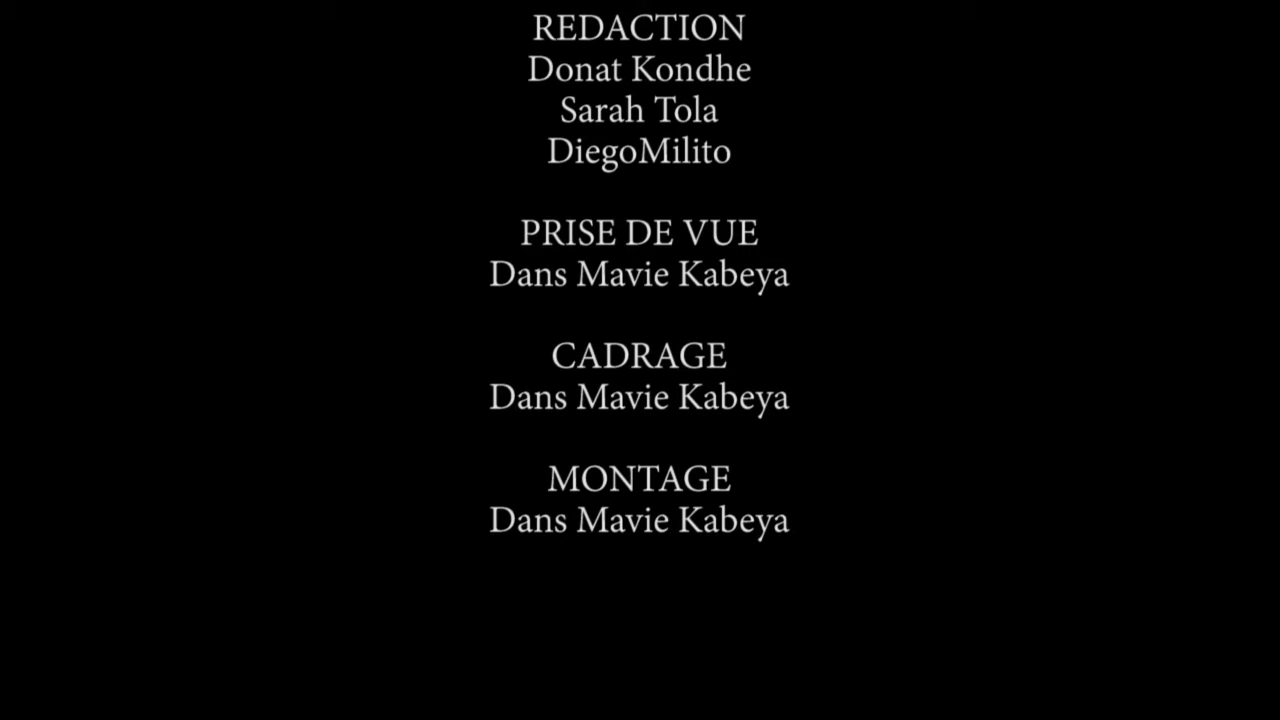 REDACTION
Donat Kondhe
Sarah Tola
DiegoMilito
PRISE DE VUE
Dans Mavie Kabeya
CADRAGE
Dans Mavie Kabeya
MONTAGE
Dans Mavie Kabeya